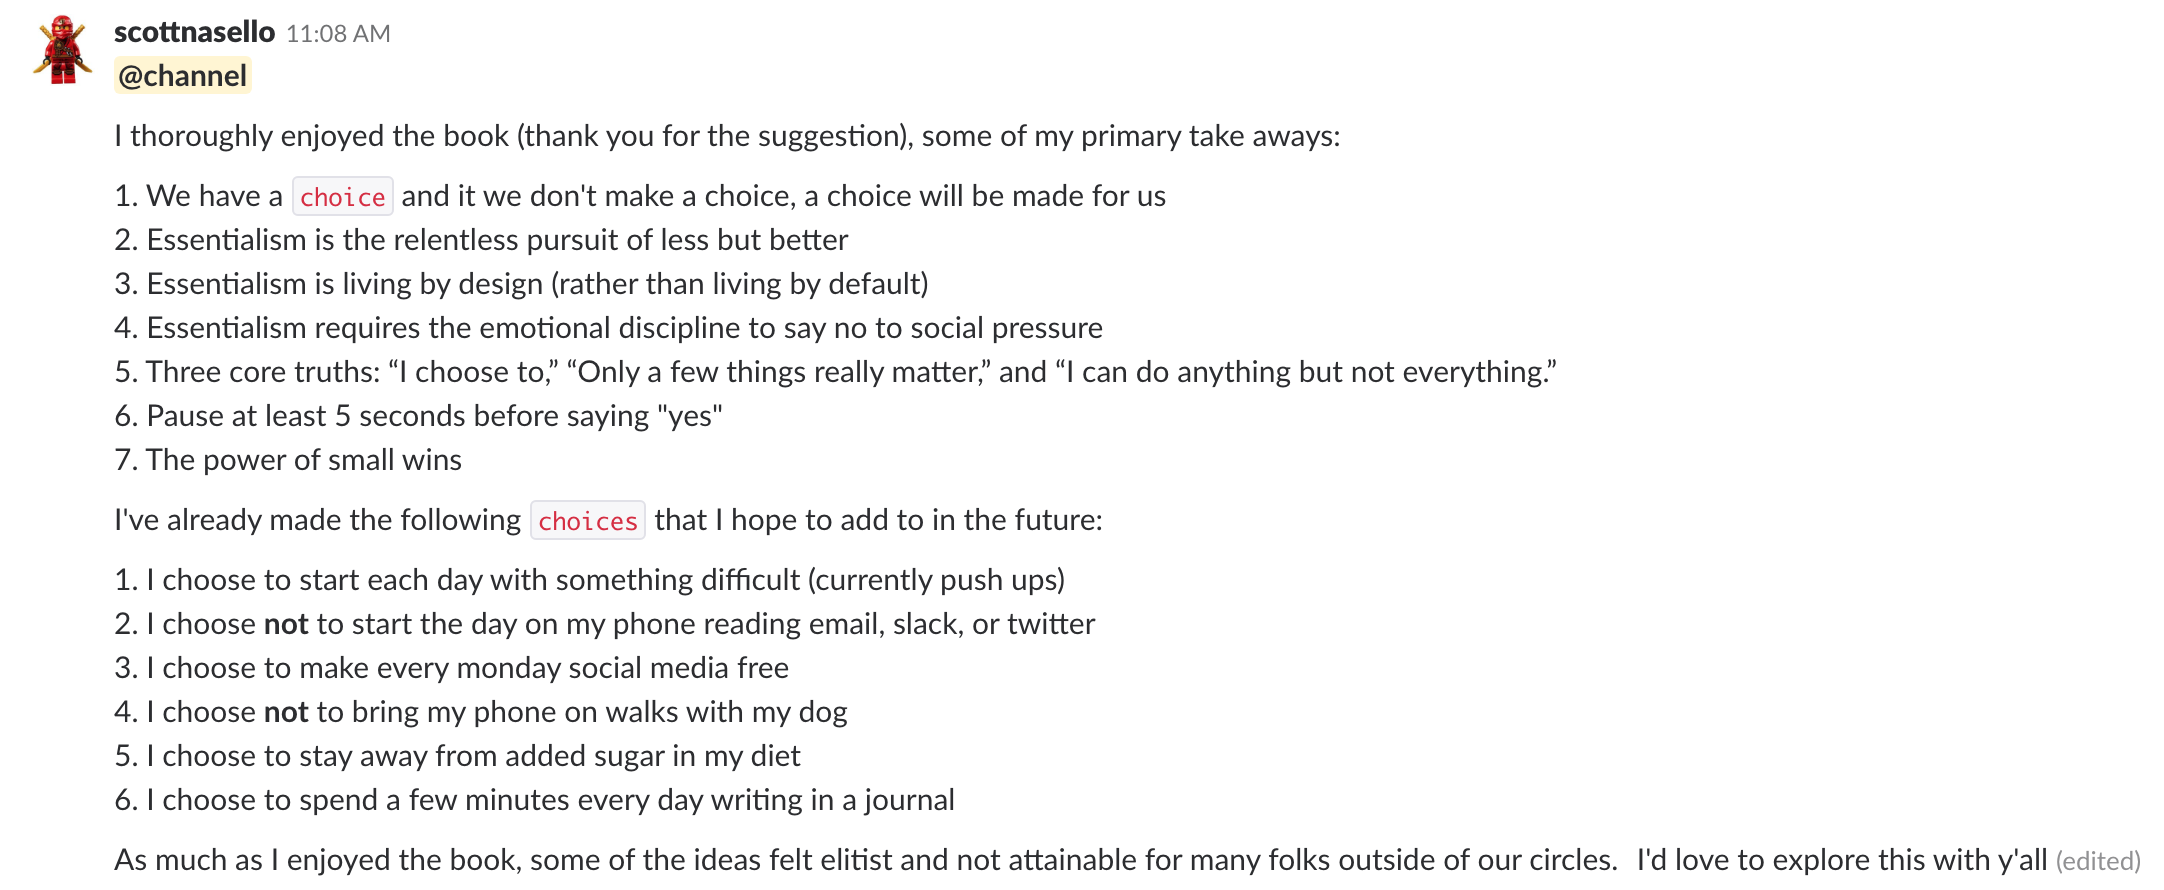 scottnasello 11:08 AM
@channel
I thoroughly enjoyed the book (thank you for the suggestion), some of my primary take aways:
1. We have a choice and it we don't make a choice, a choice will be made for us
2. Essentialism is the relentless pursuit of less but better
3. Essentialism is living by design (rather than living by default)
4. Essentialism requires the emotional discipline to say no to social pressure
5. Three core truths: “I choose to,” “Only a few things really matter,” and “I can do anything but not everything.”
6. Pause at least 5 seconds before saying "yes"
7. The power of small wins
I've already made the following choices that I hope to add to in the future:
1. I choose to start each day with something difficult (currently push ups)
2. I choose not to start the day on my phone reading email, slack, or twitter
3. I choose to make every monday social media free
4. I choose not to bring my phone on walks with my dog
5. I choose to stay away from added sugar in my diet
6. I choose to spend a few minutes every day writing in a journal
As much as I enjoyed the book, some of the ideas felt elitist and not attainable for many folks outside of our circles.  I'd love to explore this with y'all (edited)